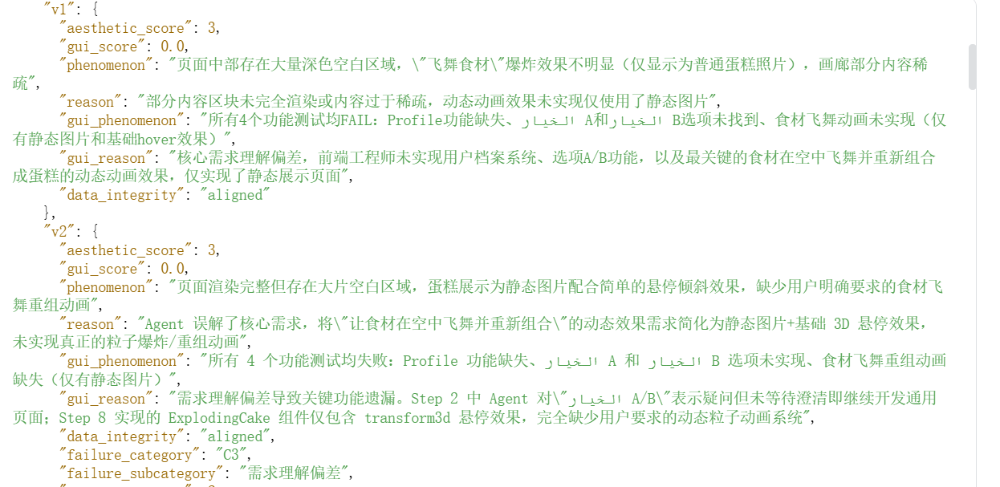 "v1": {
"aesthetic_score": 3,
"gui_score": 0.0,
"phenomenon": "页面中部存在大量深色空白区域，\"飞舞食材\"爆炸效果不明显（仅显示为普通蛋糕照片），画廊部分内容稀
疏",
"reason": "部分内容区块未完全渲染或内容过于稀疏，动态动画效果未实现仅使用了静态图片",
"gui_phenomenon": "所有4个功能测试均FAIL：Profile功能缺失、الخيار A和الخيار B选项未找到、食材飞舞动画未实现（仅
有静态图片和基础hover效果）",
"gui_reason": "核心需求理解偏差，前端工程师未实现用户档案系统、选项A/B功能，以及最关键的食材在空中飞舞并重新组合
成蛋糕的动态动画效果，仅实现了静态展示页面",
"data_integrity": "aligned"
},
"v2": {
"aesthetic_score": 3,
"gui_score": 0.0,
"phenomenon": "页面渲染完整但存在大片空白区域，蛋糕展示为静态图片配合简单的悬停倾斜效果，缺少用户明确要求的食材飞
舞重组动画",
"reason": "Agent 误解了核心需求，将\"让食材在空中飞舞并重新组合\"的动态效果需求简化为静态图片+基础 3D 悬停效果，
未实现真正的粒子爆炸/重组动画",
"gui_phenomenon": "所有 4 个功能测试均失败：Profile 功能缺失、الخيار A 和 الخيار B 选项未实现、食材飞舞重组动画
缺失（仅有静态图片）",
"gui_reason": "需求理解偏差导致关键功能遗漏。Step 2 中 Agent 对\"الخيار A/B\"表示疑问但未等待澄清即继续开发通用
页面；Step 8 实现的 ExplodingCake 组件仅包含 transform3d 悬停效果，完全缺少用户要求的动态粒子动画系统",
"data_integrity": "aligned",
"failure_category": "C3",
"failure_subcategory": "需求理解偏差",